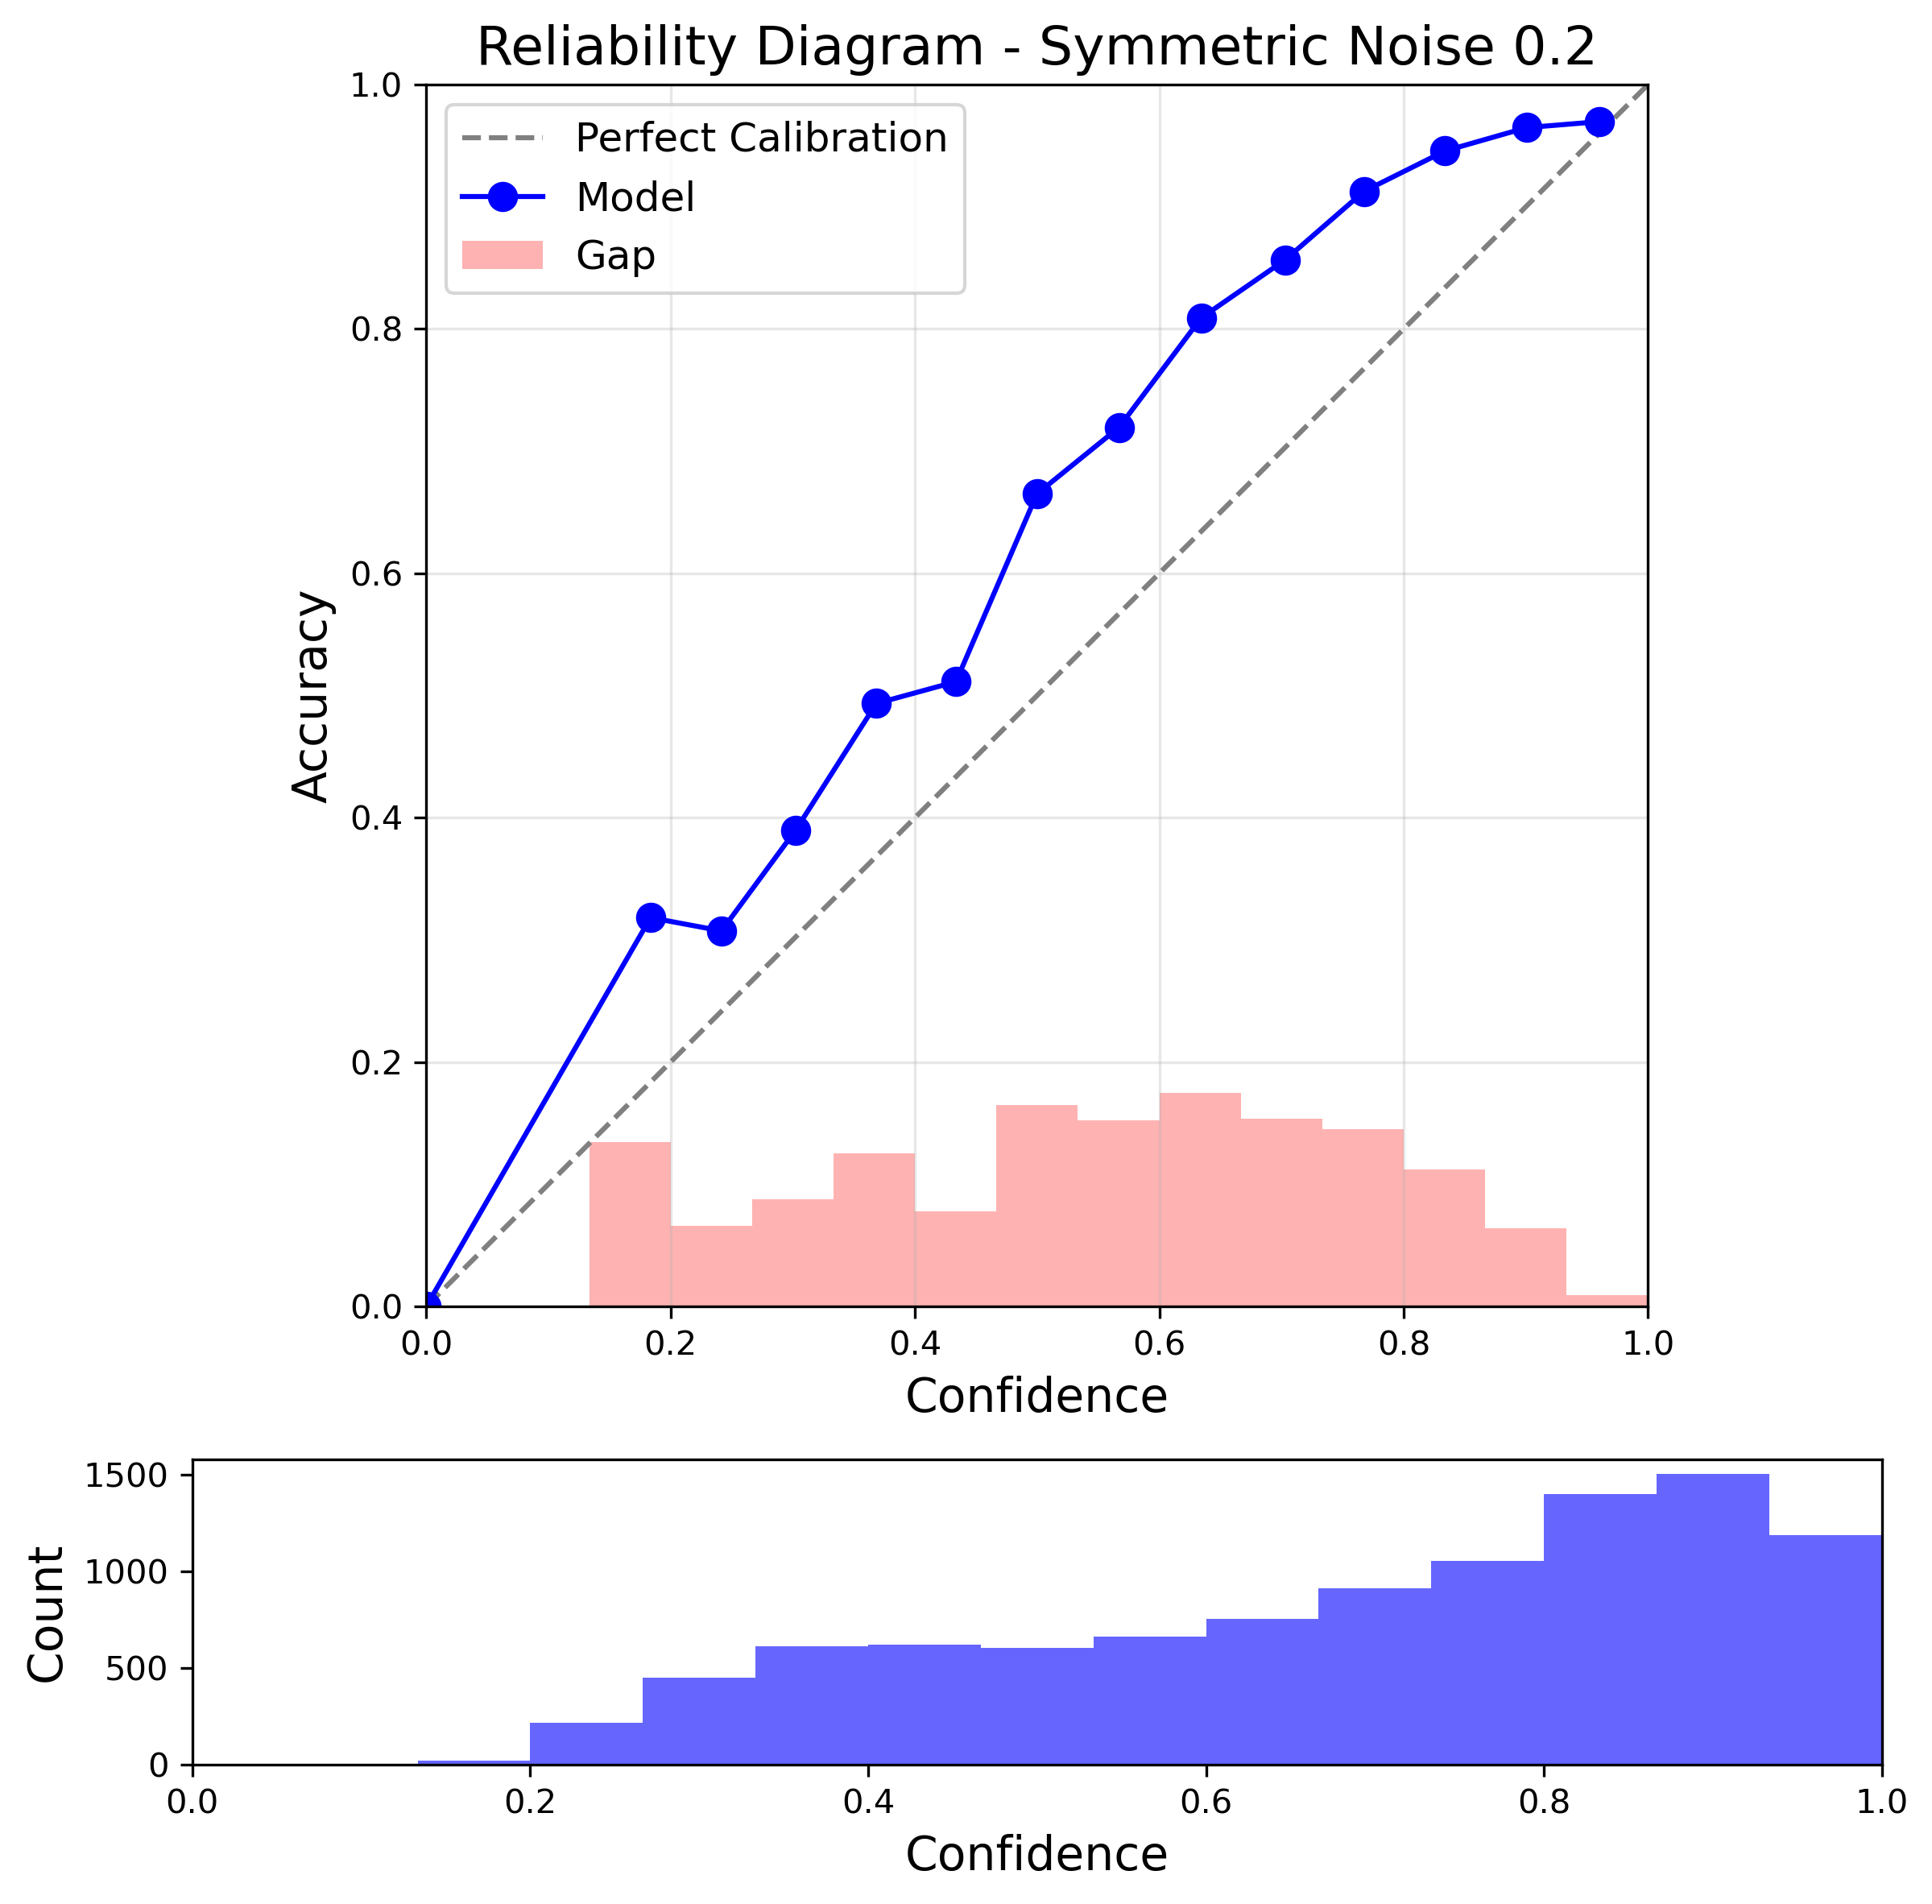 Reliability Diagram - Symmetric Noise 0.2
Perfect Calibration
Model
Gap
Accuracy
1.0
0.8
0.6
0.4
0.2
0.0
0.0 0.2 0.4 0.6 0.8 1.0
Confidence
Count
1500
1000
500
0
0.0 0.2 0.4 0.6 0.8 1.0
Confidence